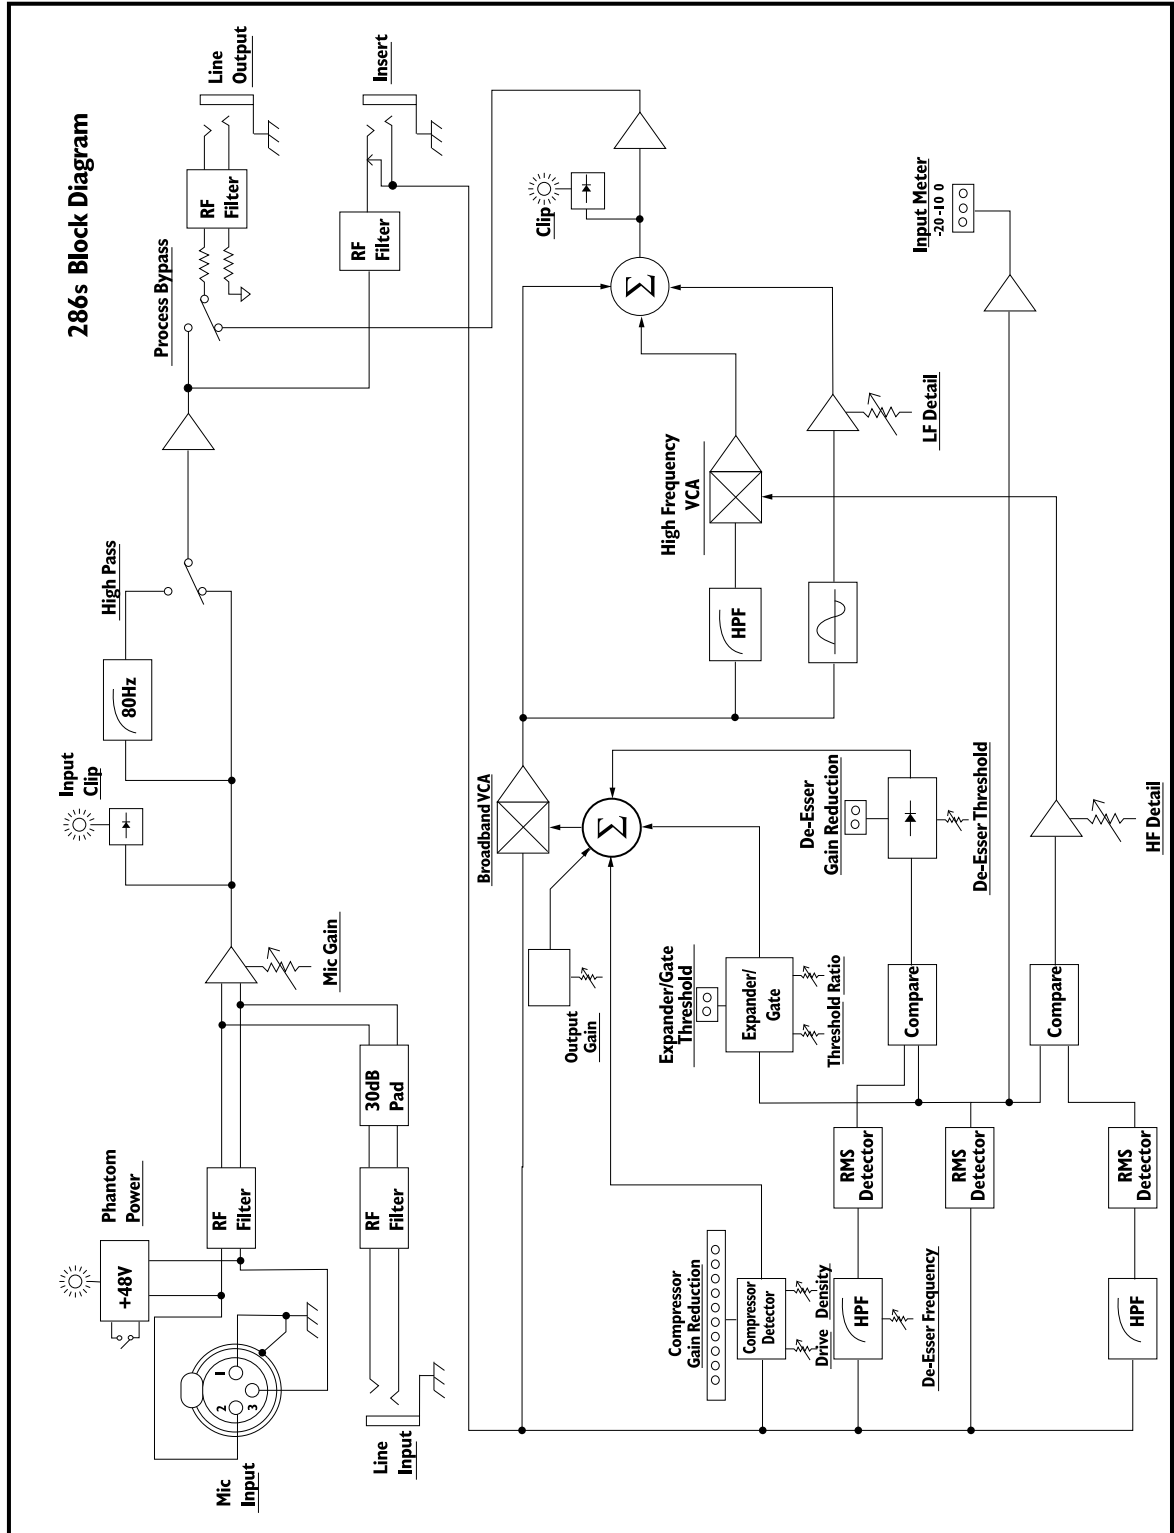 286s Block Diagram
Mic
Input
1
2
3
Phantom
Power
+48V
RF
Filter
Line
Input
RF
Filter
30dB
Pad
Mic Gain
Input
Clip
80Hz
High Pass
Process Bypass
RF
Filter
Line
Output
RF
Filter
Insert
Compressor
Gain Reduction
Compressor
Detector
Drive Density
HPF
De-Esser Frequency
HPF
RMS
Detector
RMS
Detector
RMS
Detector
Output
Gain
Expander/Gate
Threshold
Expander/
Gate
Threshold Ratio
Compare
Compare
Broadband VCA
Σ
De-Esser
Gain Reduction
De-Esser Threshold
HF Detail
HPF
High Frequency
VCA
LF Detail
Σ
Clip
Input Meter
-20 -10 0